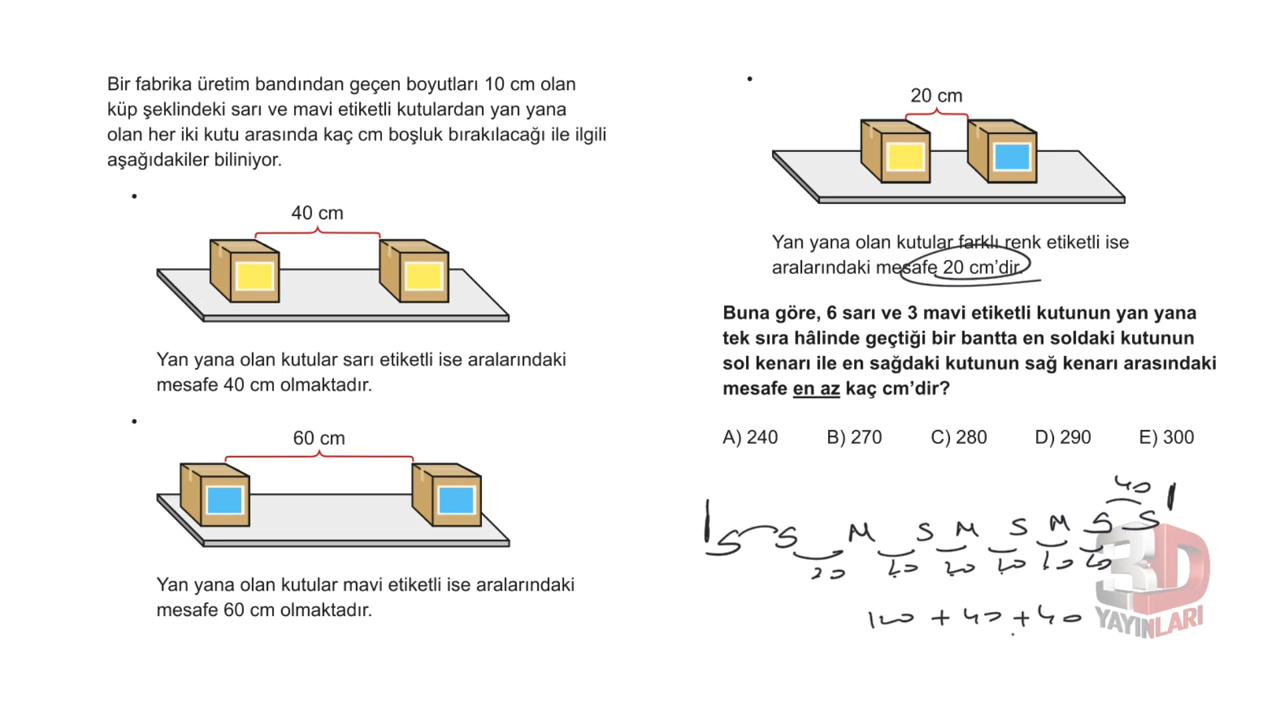 Bir fabrika üretim bandından geçen boyutları 10 cm olan
küp şeklindeki sarı ve mavi etiketli kutulardan yan yana
olan her iki kutu arasında kaç cm boşluk bırakılacağı ile ilgili
aşağıdakiler biliniyor.
•
40 cm
Yan yana olan kutular sarı etiketli ise aralarındaki
mesafe 40 cm olmaktadır.
•
60 cm
Yan yana olan kutular mavi etiketli ise aralarındaki
mesafe 60 cm olmaktadır.
•
20 cm
Yan yana olan kutular farklı renk etiketli ise
aralarındaki mesafe 20 cm'dir.
Buna göre, 6 sarı ve 3 mavi etiketli kutunun yan yana
tek sıra hâlinde geçtiği bir bantta en soldaki kutunun
sol kenarı ile en sağdaki kutunun sağ kenarı arasındaki
mesafe en az kaç cm'dir?
A) 240 B) 270 C) 280 D) 290 E) 300
40
S S M S M S M S S
20 20 20 20 20 20
120 + 40 + 40
3D
YAYINLARI